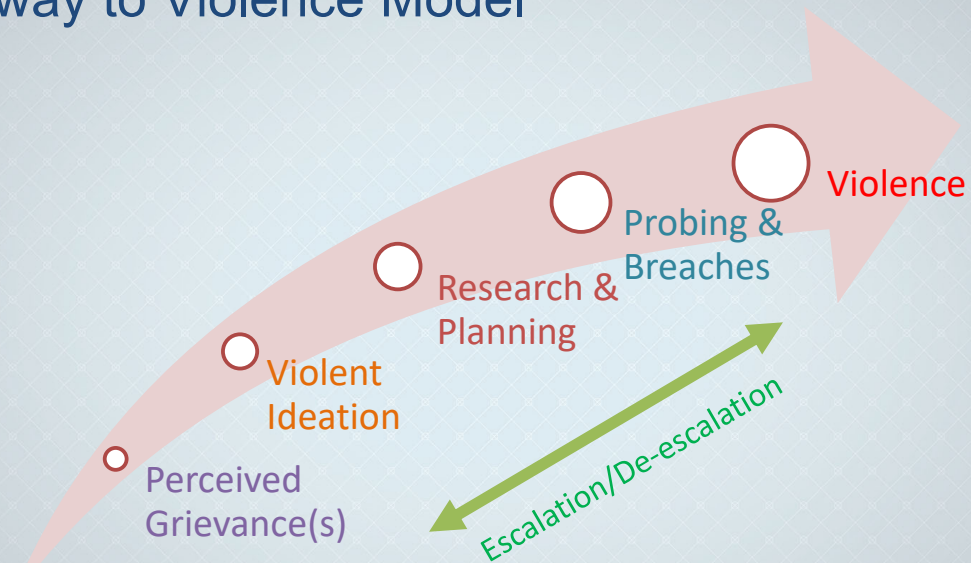 way to Violence Model
Violence
Probing &
Breaches
Research &
Planning
Violent
Ideation
Perceived
Grievance(s)
Escalation/De-escalation